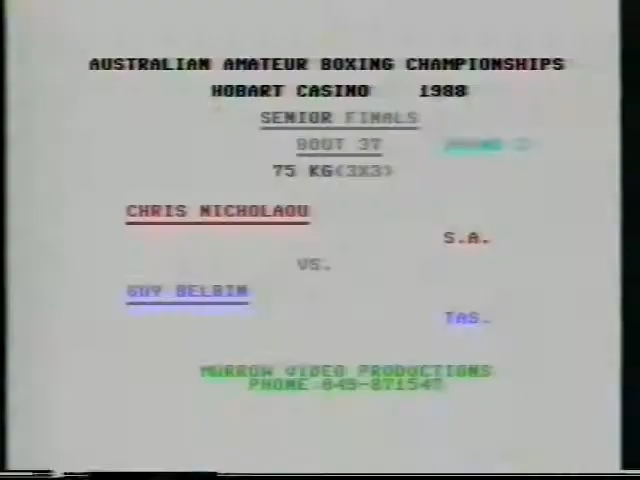 AUSTRALIAN AMATEUR BOXING CHAMPIONSHIPS
HOBART CASINO 1988
SENIOR FINALS
BOUT 37
75 KG(3X3)
CHRIS NICHOLAOU
S.A.
VS.
GUY BELBIN
TAS.
MURROW VIDEO PRODUCTIONS
PHONE